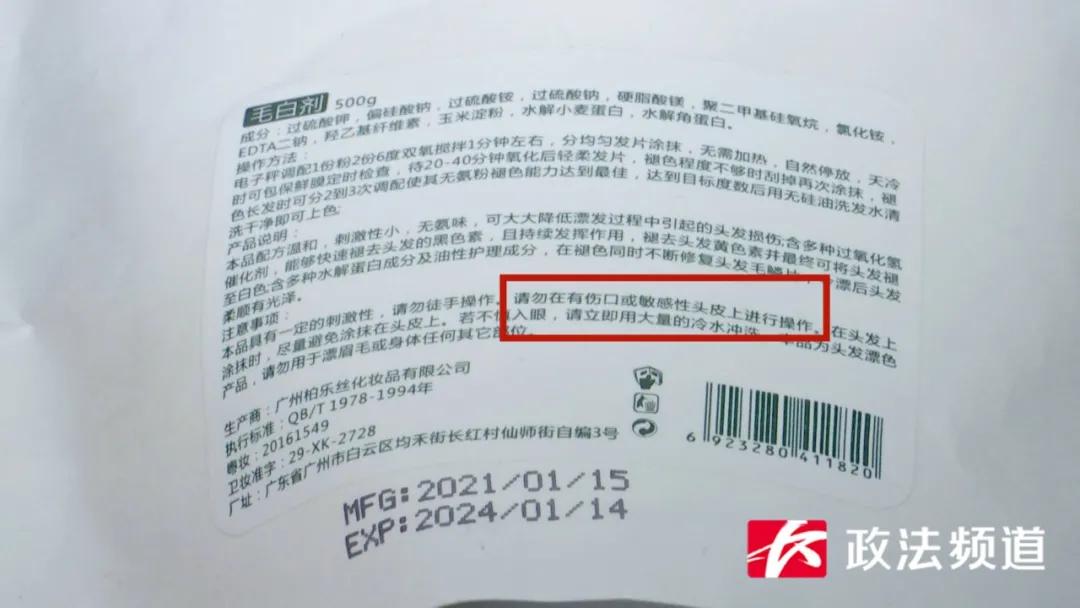 毛白剂 500g
成分：过硫酸钾，偏硅酸钠，过硫酸铵，过硫酸钠，硬脂酸镁，聚二甲基硅氧烷，氯化铵，
EDTA二钠，羟乙基纤维素，玉米淀粉，水解小麦蛋白，水解角蛋白。
操作方法：
电子秤调配1份粉2份6度双氧搅拌1分钟左右，分均匀发片涂抹，无需加热，自然停放，天冷
时可包保鲜膜定时检查，待20-40分钟氧化后轻柔发片，褪色程度不够时刮掉再次涂抹，褪
色长发时可分2到3次调配使其无氨粉褪色能力达到最佳，达到目标度数后用无硅油洗发水清
洗干净即可上色;
产品说明：
本品配方温和，刺激性小，无氨味，可大大降低漂发过程中引起的头发损伤;含多种过氧化氢
催化剂，能够快速褪去头发的黑色素，且持续发挥作用，褪去头发黄色素并最终可将头发褪
至白色;含多种水解蛋白成分及油性护理成分，在褪色同时不断修复头发毛鳞片，令漂后头发
柔顺有光泽。
注意事项：
本品具有一定的刺激性，请勿徒手操作。请勿在有伤口或敏感性头皮上进行操作。在头发上
涂抹时，尽量避免涂抹在头皮上。若不慎入眼，请立即用大量的冷水冲洗。本品为头发漂色
产品，请勿用于漂眉毛或身体任何其它部位。
生产商：广州柏乐丝化妆品有限公司
执行标准：QB/T 1978-1994年
粤妆：20161549
卫妆准字：29-XK-2728
厂址：广东省广州市白云区均禾街长红村仙师街自编3号
6 923280 411820
MFG:2021/01/15
EXP:2024/01/14
政法频道